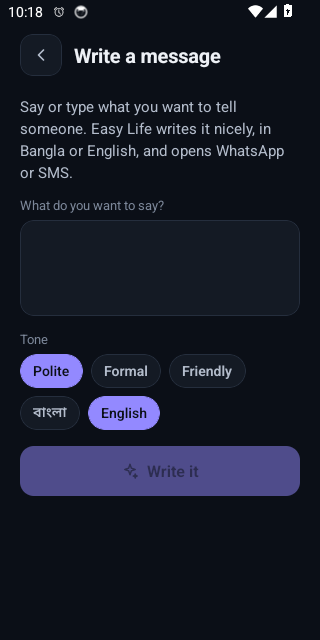 10:18
Write a message
Say or type what you want to tell
someone. Easy Life writes it nicely, in
Bangla or English, and opens WhatsApp
or SMS.
What do you want to say?
Tone
Polite
Formal
Friendly
বাংলা
English
Write it